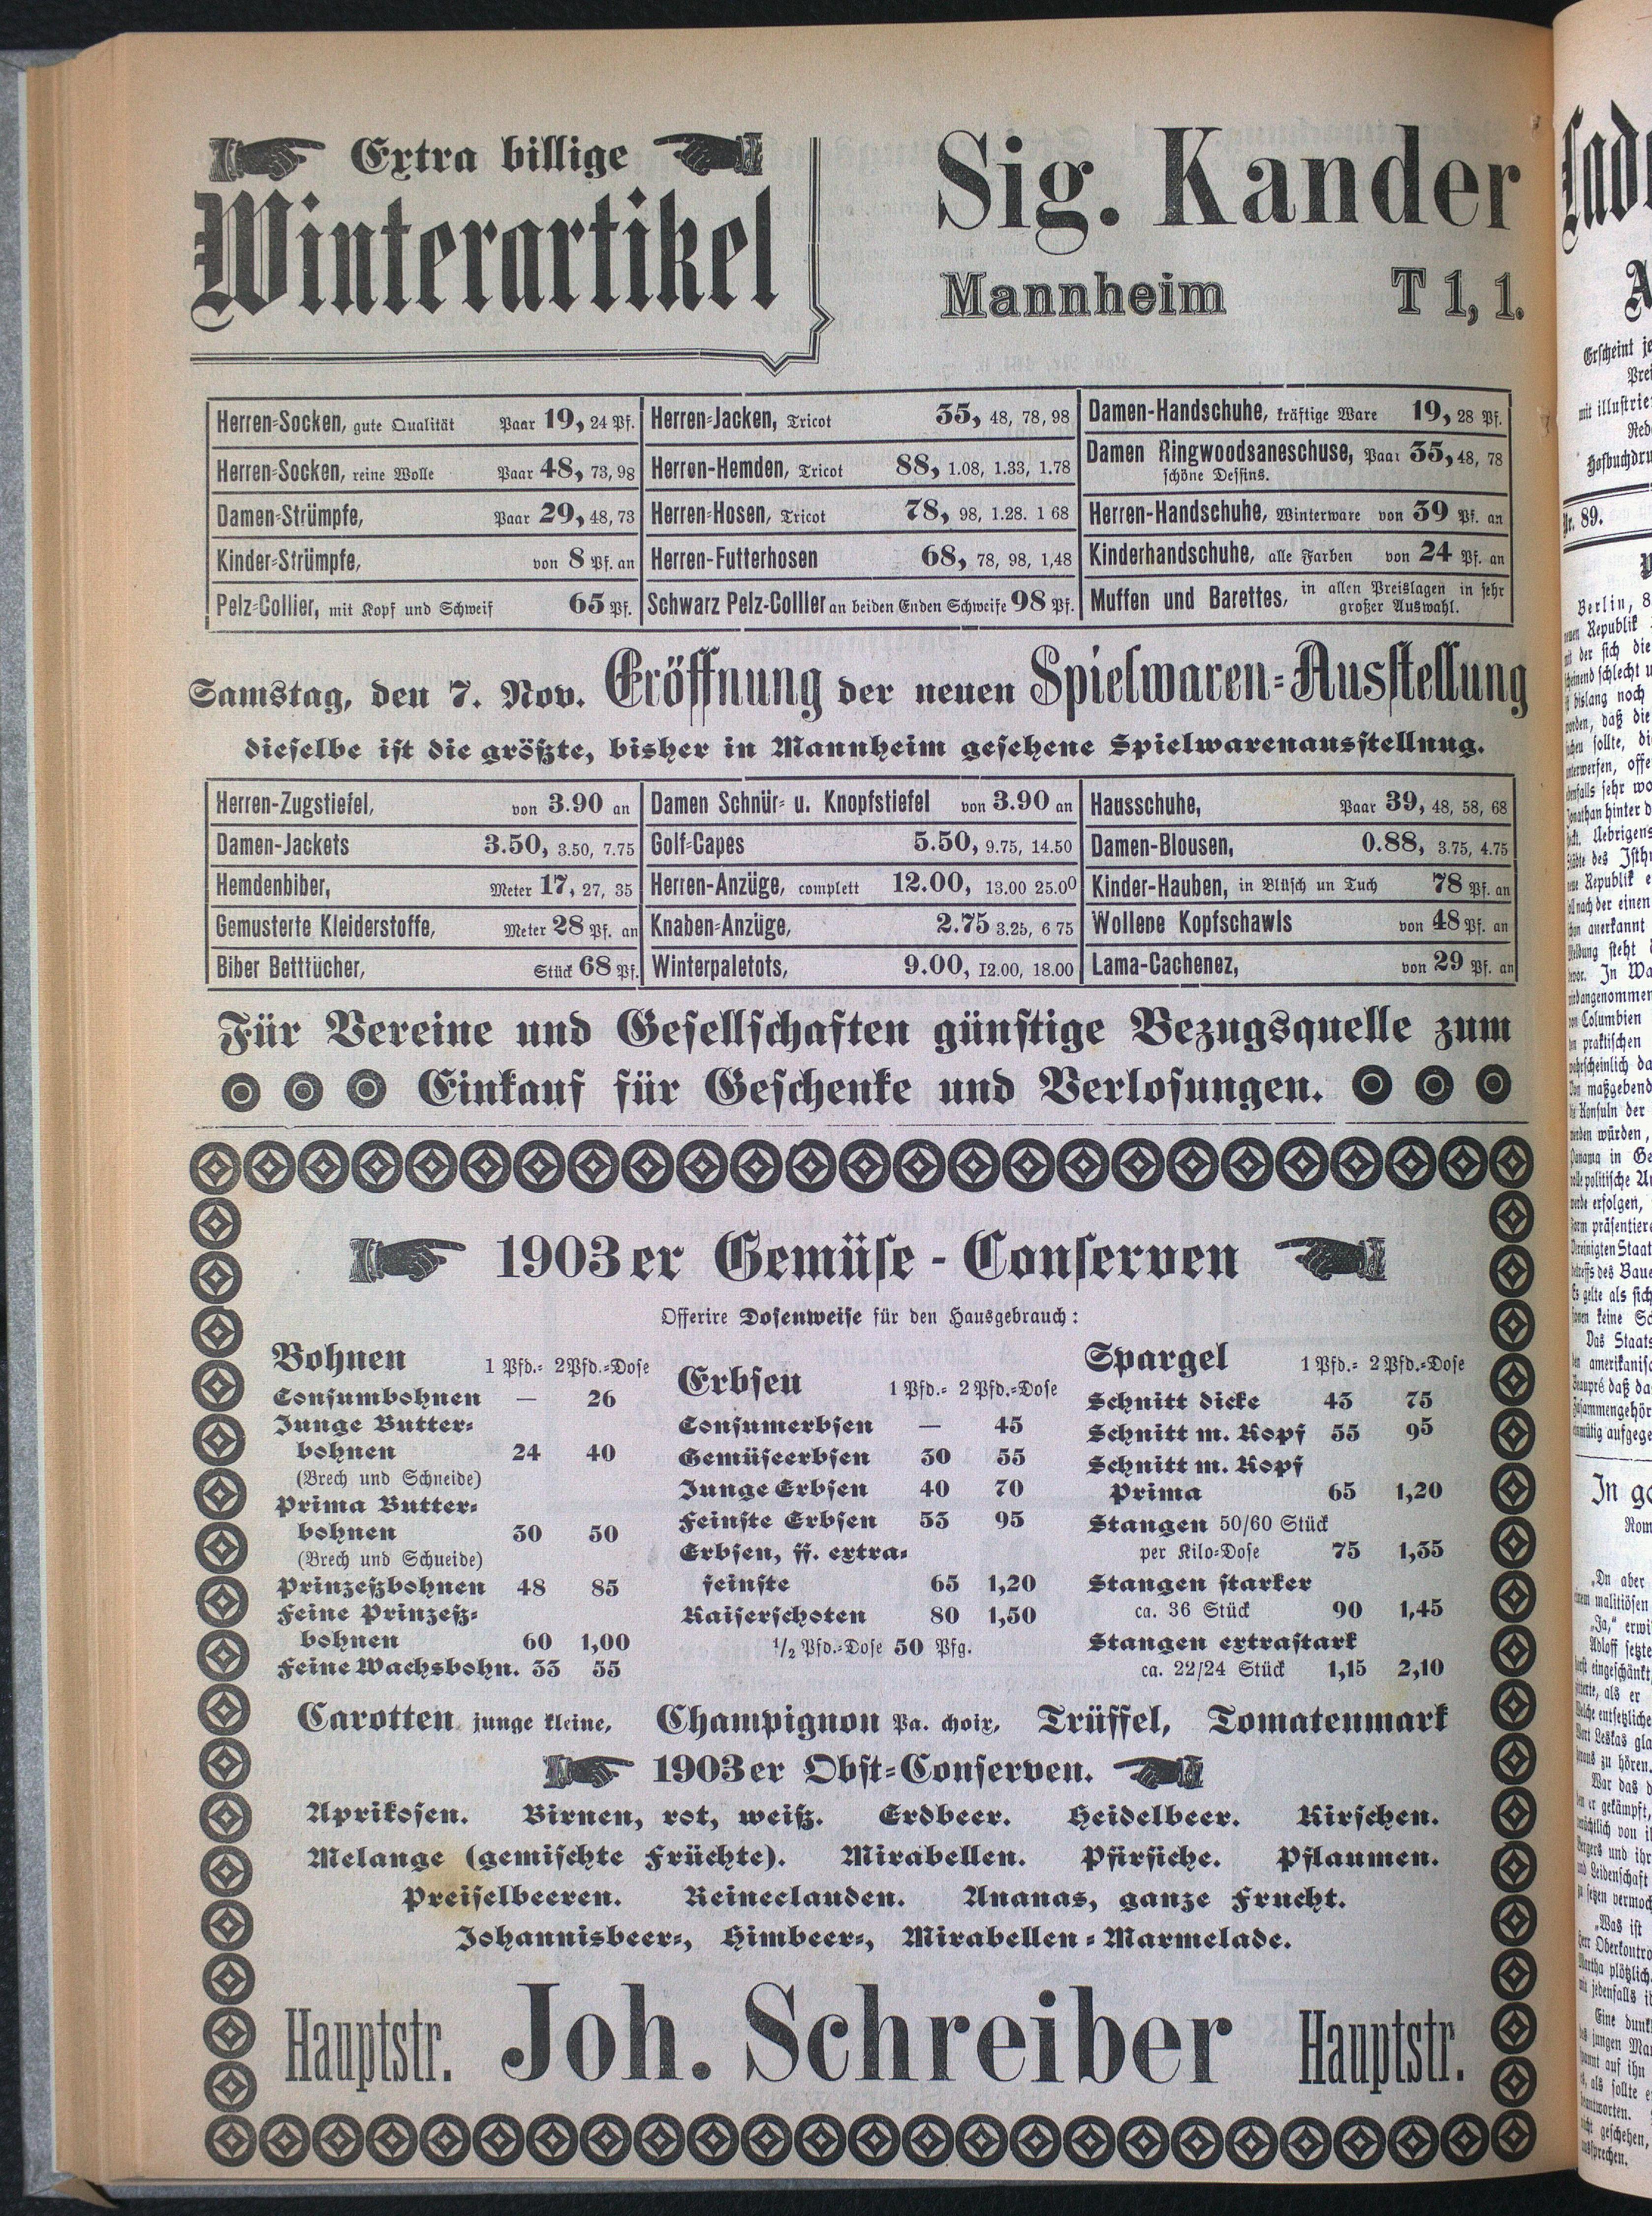 Extra billige
Winterartikel
Sig. Kander
Mannheim T 1, 1.
Herren-Socken, gute Qualität Paar 19, 24 Pf.
Herren-Socken, reine Wolle Paar 48, 73, 98
Damen-Strümpfe, Paar 29, 48, 73
Kinder-Strümpfe, von 8 Pf. an
Pelz-Collier, mit Kopf und Schweif 65 Pf.
Herren-Jacken, Tricot 35, 48, 78, 98
Herren-Hemden, Tricot 88, 1.08, 1.33, 1.78
Herren-Hosen, Tricot 78, 98, 1.28. 1 68
Herren-Futterhosen 68, 78, 98, 1,48
Schwarz Pelz-Colller an beiden Enden Schweife 98 Pf.
Damen-Handschuhe, kräftige Ware 19, 28 Pf.
Damen Ringwoodsaneschuse, Paar 35, 48, 78
schöne Dessins.
Herren-Handschuhe, Winterware von 39 Pf. an
Kinderhandschuhe, alle Farben von 24 Pf. an
Muffen und Barettes, in allen Preislagen in sehr
großer Auswahl.
Samstag, den 7. Nov. Eröffnung der neuen Spielwaren-Ausstellung
dieselbe ist die größte, bisher in Mannheim gesehene Spielwarenausstellnug.
Herren-Zugstiefel, von 3.90 an
Damen-Jackets 3.50, 3.50, 7.75
Hemdenbiber, Meter 17, 27, 35
Gemusterte Kleiderstoffe, Meter 28 Pf. an
Biber Betttücher, Stück 68 Pf.
Damen Schnür- u. Knopfstiefel von 3.90 an
Golf-Capes 5.50, 9.75, 14.50
Herren-Anzüge, complett 12.00, 13.00 25.00
Knaben-Anzüge, 2.75 3.25, 6 75
Winterpaletots, 9.00, 12.00, 18.00
Hausschuhe, Paar 39, 48, 58, 68
Damen-Blousen, 0.88, 3.75, 4.75
Kinder-Hauben, in Blüsch un Tuch 78 Pf. an
Wollene Kopfschawls von 48 Pf. an
Lama-Cachenez, von 29 Pf. an
Für Vereine und Gesellschaften günstige Bezugsquelle zum
Einkauf für Geschenke und Verlosungen.
1903er Gemüse-Conserven
Offerire Dosenweise für den Hausgebrauch:
Bohnen 1 Pfd.- 2Pfd.-Dose
Consumbohnen — 26
Junge Butter-
bohnen 24 40
(Brech und Schneide)
Prima Butter-
bohnen 30 50
(Brech und Schueide)
Prinzeßbohnen 48 85
Feine Prinzeß-
bohnen 60 1,00
Feine Wachsbohn. 35 55
Erbsen 1 Pfd.- 2 Pfd.-Dose
Consumerbsen — 45
Gemüseerbsen 30 55
Junge Erbsen 40 70
Feinste Erbsen 55 95
Erbsen, ff. extra-
feinste 65 1,20
Kaiserschoten 80 1,50
1/2 Pfd.-Dose 50 Pfg.
Spargel 1 Pfd.- 2 Pfd.-Dose
Schnitt dicke 43 75
Schnitt m. Kopf 55 95
Schnitt m. Kopf
Prima 65 1,20
Stangen 50/60 Stück
per Kilo-Dose 75 1,35
Stangen starker
ca. 36 Stück 90 1,45
Stangen extrastark
ca. 22/24 Stück 1,15 2,10
Carotten junge kleine, Champignon Pa. choix, Trüffel, Tomatenmark
1903er Obst-Conserven.
Aprikosen. Birnen, rot, weiß. Erdbeer. Heidelbeer. Kirschen.
Melange (gemischte Früchte). Mirabellen. Pfirsiche. Pflaumen.
Preiselbeeren. Reineclauden. Ananas, ganze Frucht.
Johannisbeer-, Himbeer-, Mirabellen-Marmelade.
Hauptstr. Joh. Schreiber Hauptstr.
Nr. 89.